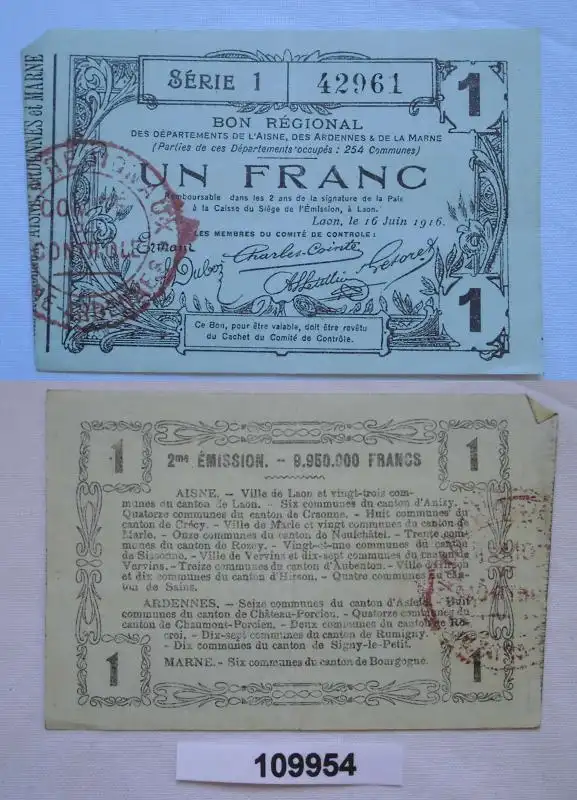 SÉRIE 1
42961
1
BON RÉGIONAL
DES DÉPARTEMENTS DE L'AISNE, DES ARDENNES & DE LA MARNE
(Parties de ces Départements occupés : 254 Communes)
UN FRANC
Remboursable dans les 2 ans de la signature de la Paix
à la Caisse du Siège de l'Émission, à Laon.
Laon, le 16 Juin 1916.
LES MEMBRES DU COMITÉ DE CONTROLE :
Ermant
Charles-Cointe
Dubois
1
Ce Bon, pour être valable, doit être revêtu
du Cachet du Comité de Contrôle.
ARDENNES et MARNE
CONTROLE
1
1
2me ÉMISSION. - 8.950.000 FRANCS
AISNE. - Ville de Laon et vingt-trois com-
munes du canton de Laon. - Six communes du canton d'Anizy.
Quatorze communes du canton de Craonne. - Huit communes du
canton de Crécy. - Ville de Marle et vingt communes du canton de
Marle. - Onze communes du canton de Neufchâtel. - Trente com-
munes du canton de Rozoy. - Vingt-et-une communes du canton
de Sissonne. - Ville de Vervins et dix-sept communes du canton de
Vervins. - Treize communes du canton d'Aubenton. - Ville d'Hirson
et dix communes du canton d'Hirson. - Quatre communes du can-
ton de Sains.
ARDENNES. - Seize communes du canton d'Asfeld. - Huit
communes du canton de Château-Porcien. - Quatorze communes du
canton de Chaumont-Porcien. - Deux communes du canton de Ro-
croi. - Dix-sept communes du canton de Rumigny.
- Dix communes du canton de Signy-le-Petit.
MARNE. - Six communes du canton de Bourgogne.
1
1
109954